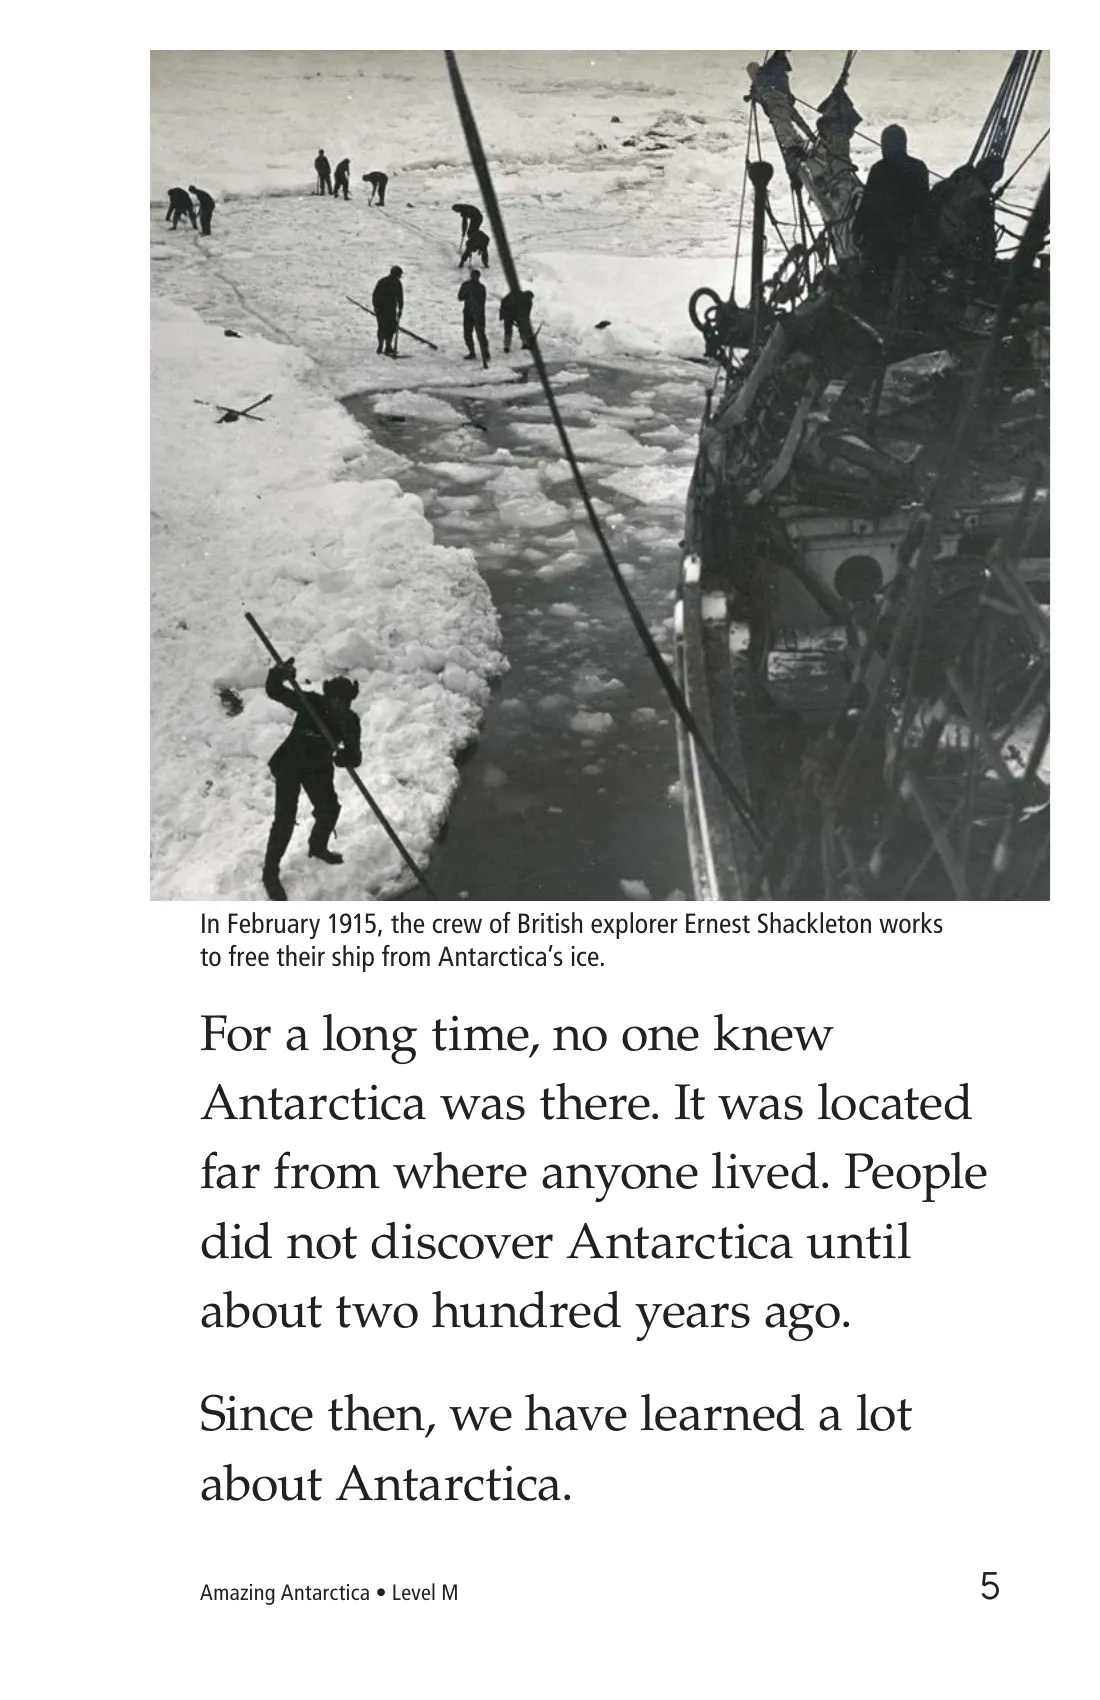 In February 1915, the crew of British explorer Ernest Shackleton works
to free their ship from Antarctica’s ice.
For a long time, no one knew
Antarctica was there. It was located
far from where anyone lived. People
did not discover Antarctica until
about two hundred years ago.
Since then, we have learned a lot
about Antarctica.
Amazing Antarctica • Level M
5